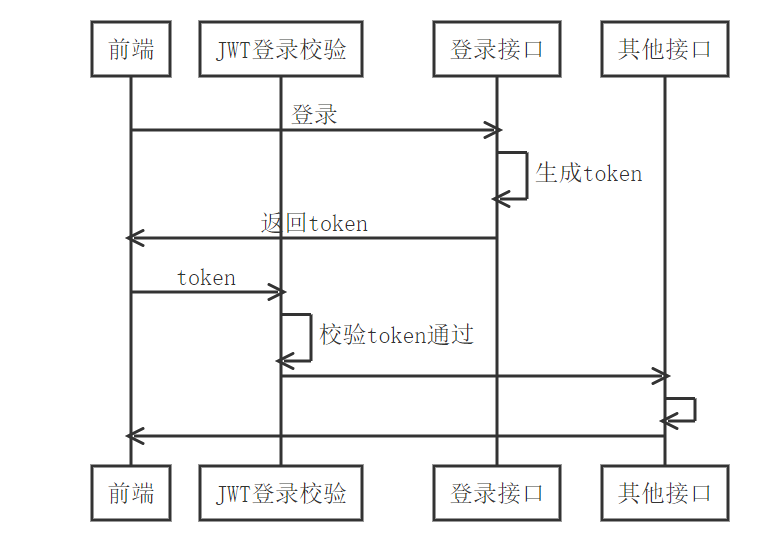 前端
JWT登录校验
登录接口
其他接口
登录
生成token
返回token
token
校验token通过
前端
JWT登录校验
登录接口
其他接口